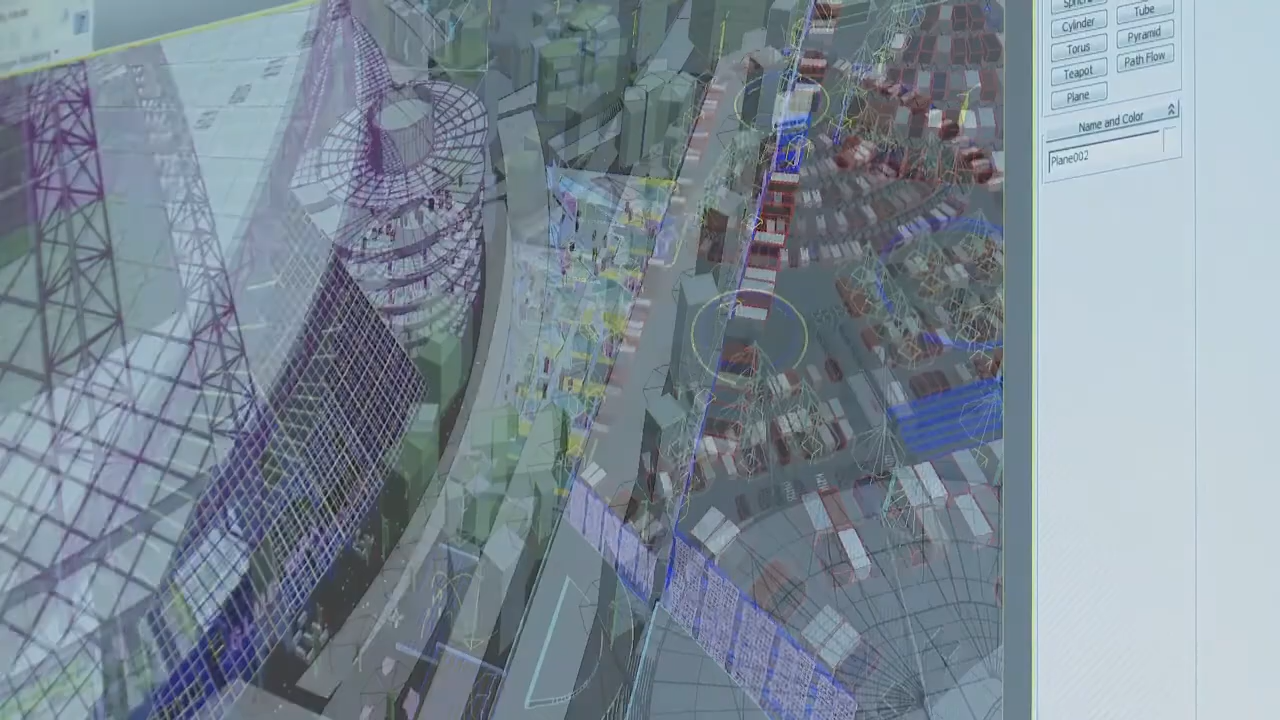 Sphere
Tube
Cylinder
Pyramid
Torus
Path Flow
Teapot
Plane
Name and Color
Plane002